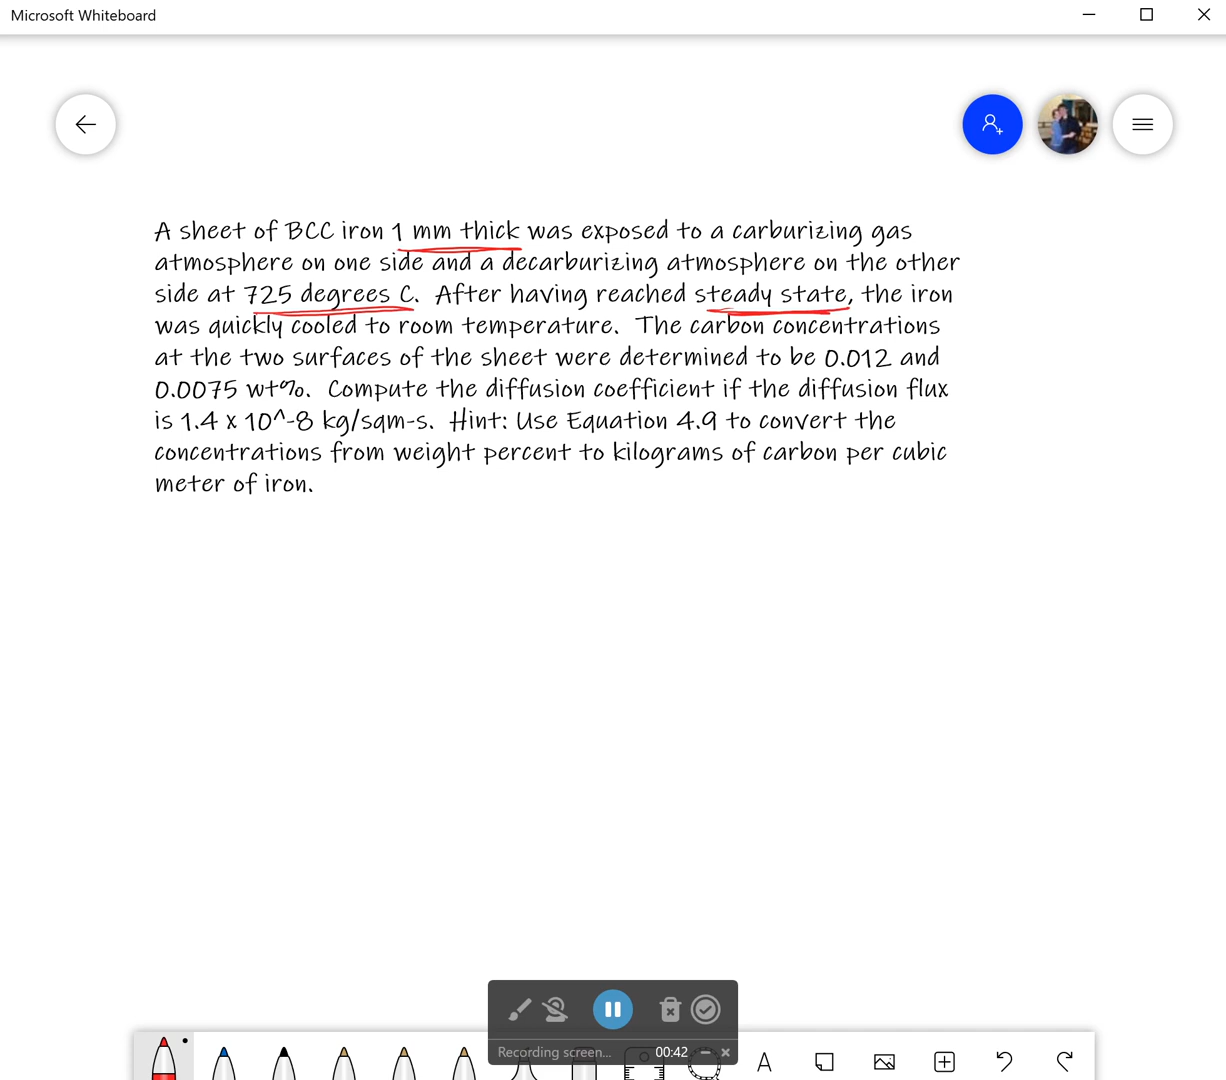 Microsoft Whiteboard
A sheet of BCC iron 1 mm thick was exposed to a carburizing gas
atmosphere on one side and a decarburizing atmosphere on the other
side at 725 degrees C. After having reached steady state, the iron
was quickly cooled to room temperature. The carbon concentrations
at the two surfaces of the sheet were determined to be 0.012 and
0.0075 wt%. Compute the diffusion coefficient if the diffusion flux
is 1.4 x 10^-8 kg/sqm-s. Hint: Use Equation 4.9 to convert the
concentrations from weight percent to kilograms of carbon per cubic
meter of iron.
Recording screen... 00:42